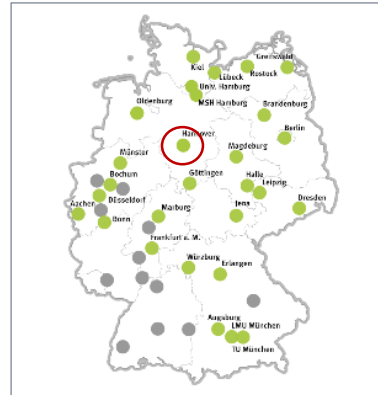 Kiel
Greifswald
Lübeck
Rostock
Univ. Hamburg
MSH Hamburg
Oldenburg
Brandenburg
Hannover
Berlin
Münster
Magdeburg
Bochum
Göttingen
Halle
Leipzig
Düsseldorf
Aachen
Dresden
Bonn
Marburg
Jena
Frankfurt a. M.
Würzburg
Erlangen
Augsburg
LMU München
TU München